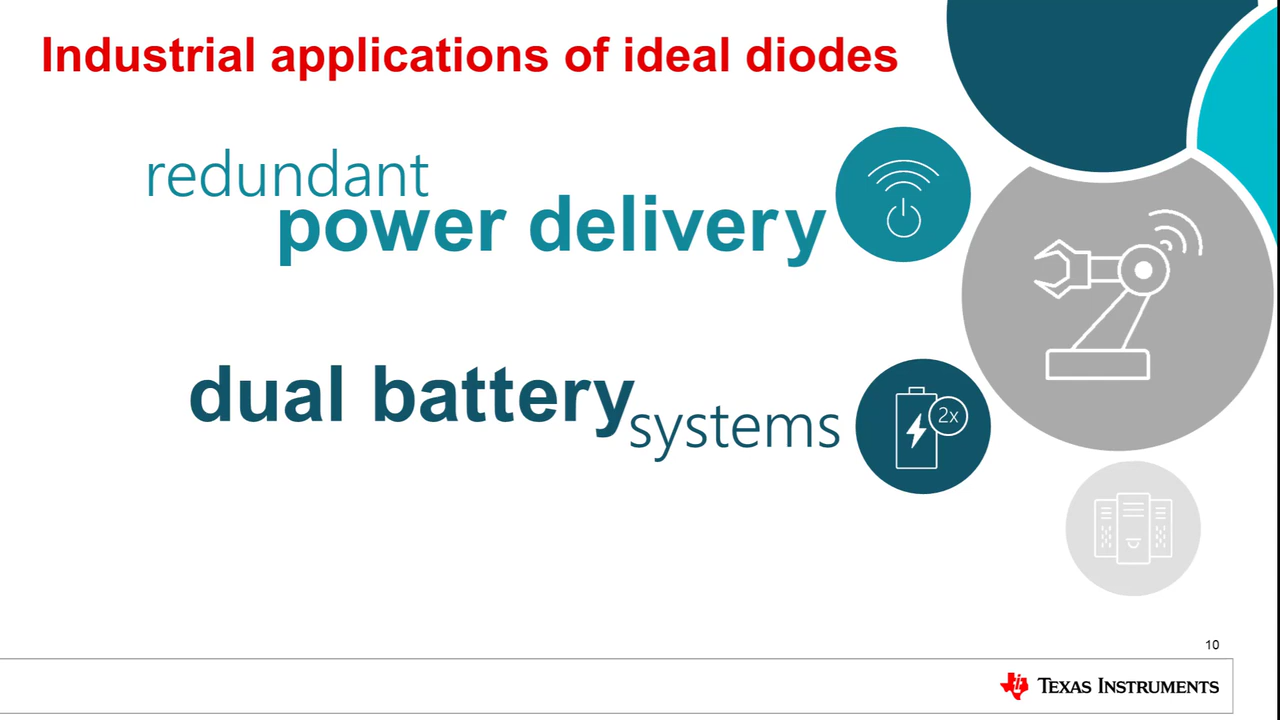 Industrial applications of ideal diodes
redundant
power delivery
dual battery
systems
2x
10
TEXAS INSTRUMENTS